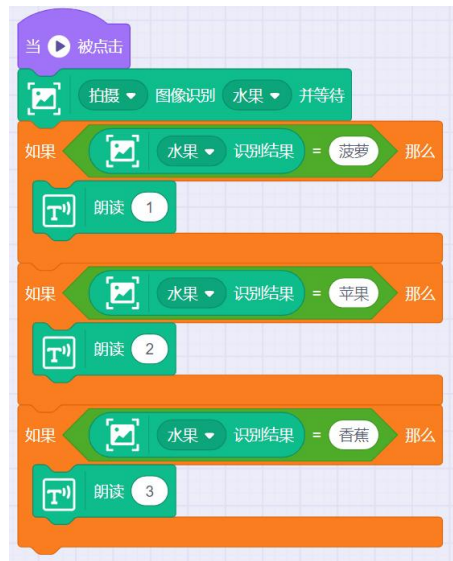 当 被点击
拍摄 图像识别 水果 并等待
如果 水果 识别结果 = 菠萝 那么
T 朗读 1
如果 水果 识别结果 = 苹果 那么
T 朗读 2
如果 水果 识别结果 = 香蕉 那么
T 朗读 3